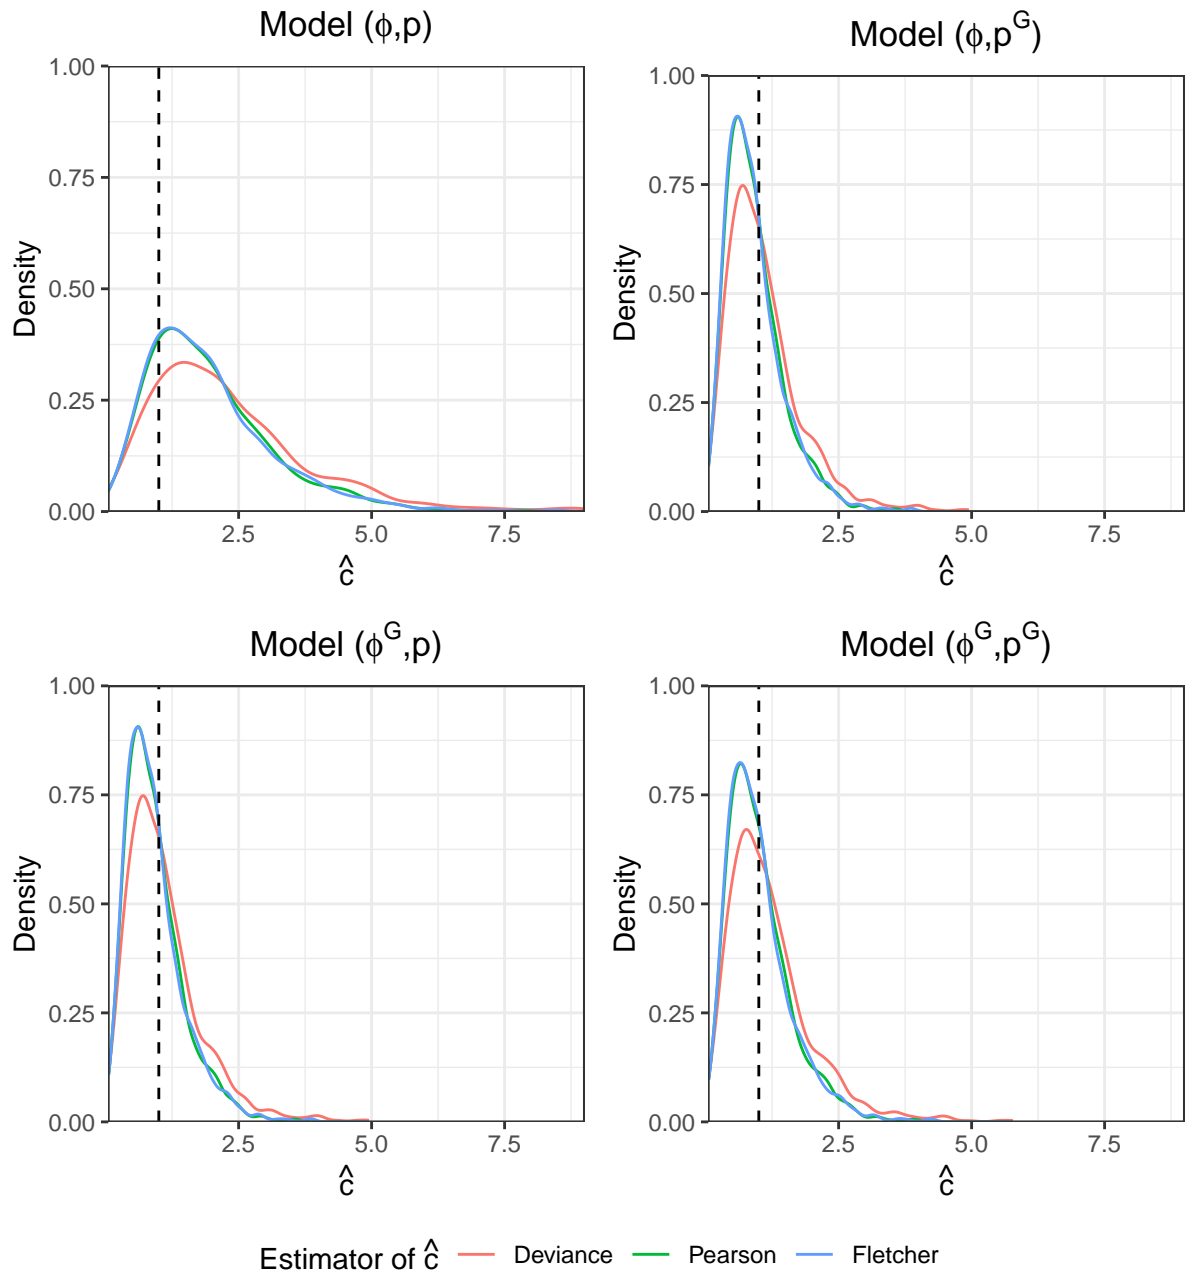 Model (ϕ,p)
1.00
0.75
0.50
0.25
0.00
Density
2.5 5.0 7.5
ĉ
Model (ϕ,p^G)
1.00
0.75
0.50
0.25
0.00
Density
2.5 5.0 7.5
ĉ
Model (ϕ^G,p)
1.00
0.75
0.50
0.25
0.00
Density
2.5 5.0 7.5
ĉ
Model (ϕ^G,p^G)
1.00
0.75
0.50
0.25
0.00
Density
2.5 5.0 7.5
ĉ
Estimator of ĉ Deviance Pearson Fletcher